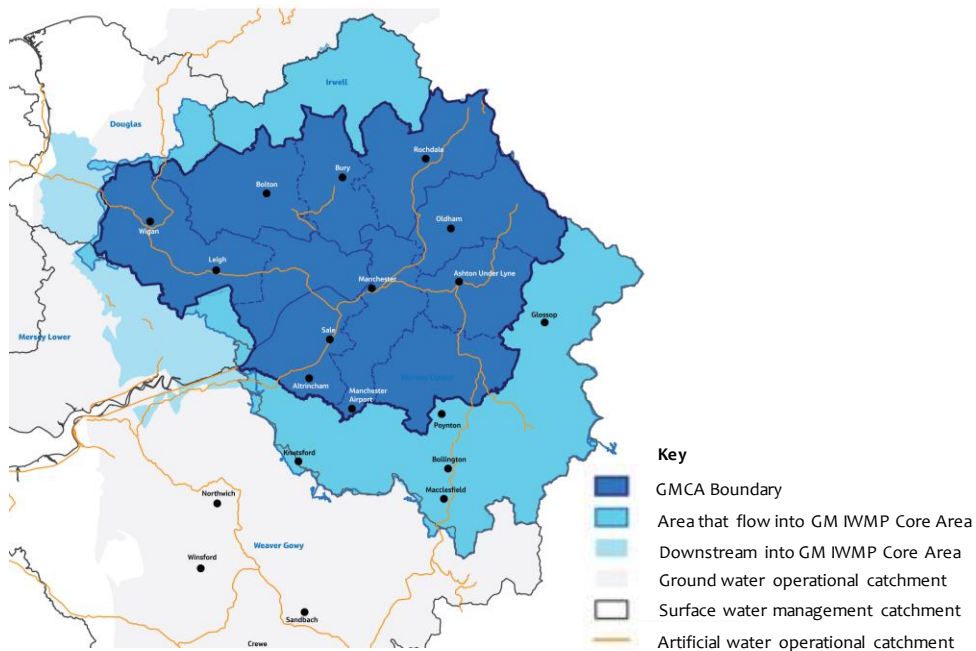 Irwell
Douglas
Rochdala
Bury
Bolton
Oldham
Wigan
Leigh
Ashton Under Lyne
Manchester
Glossop
Mersey Lower
Sale
Altrincham
Manchester
Airport
Poynton
Knutsford
Bollington
Macclesfield
Northwich
Weaver Gowy
Winsford
Sandbach
Crewe
Key
GMCA Boundary
Area that flow into GM IWMP Core Area
Downstream into GM IWMP Core Area
Ground water operational catchment
Surface water management catchment
Artificial water operational catchment